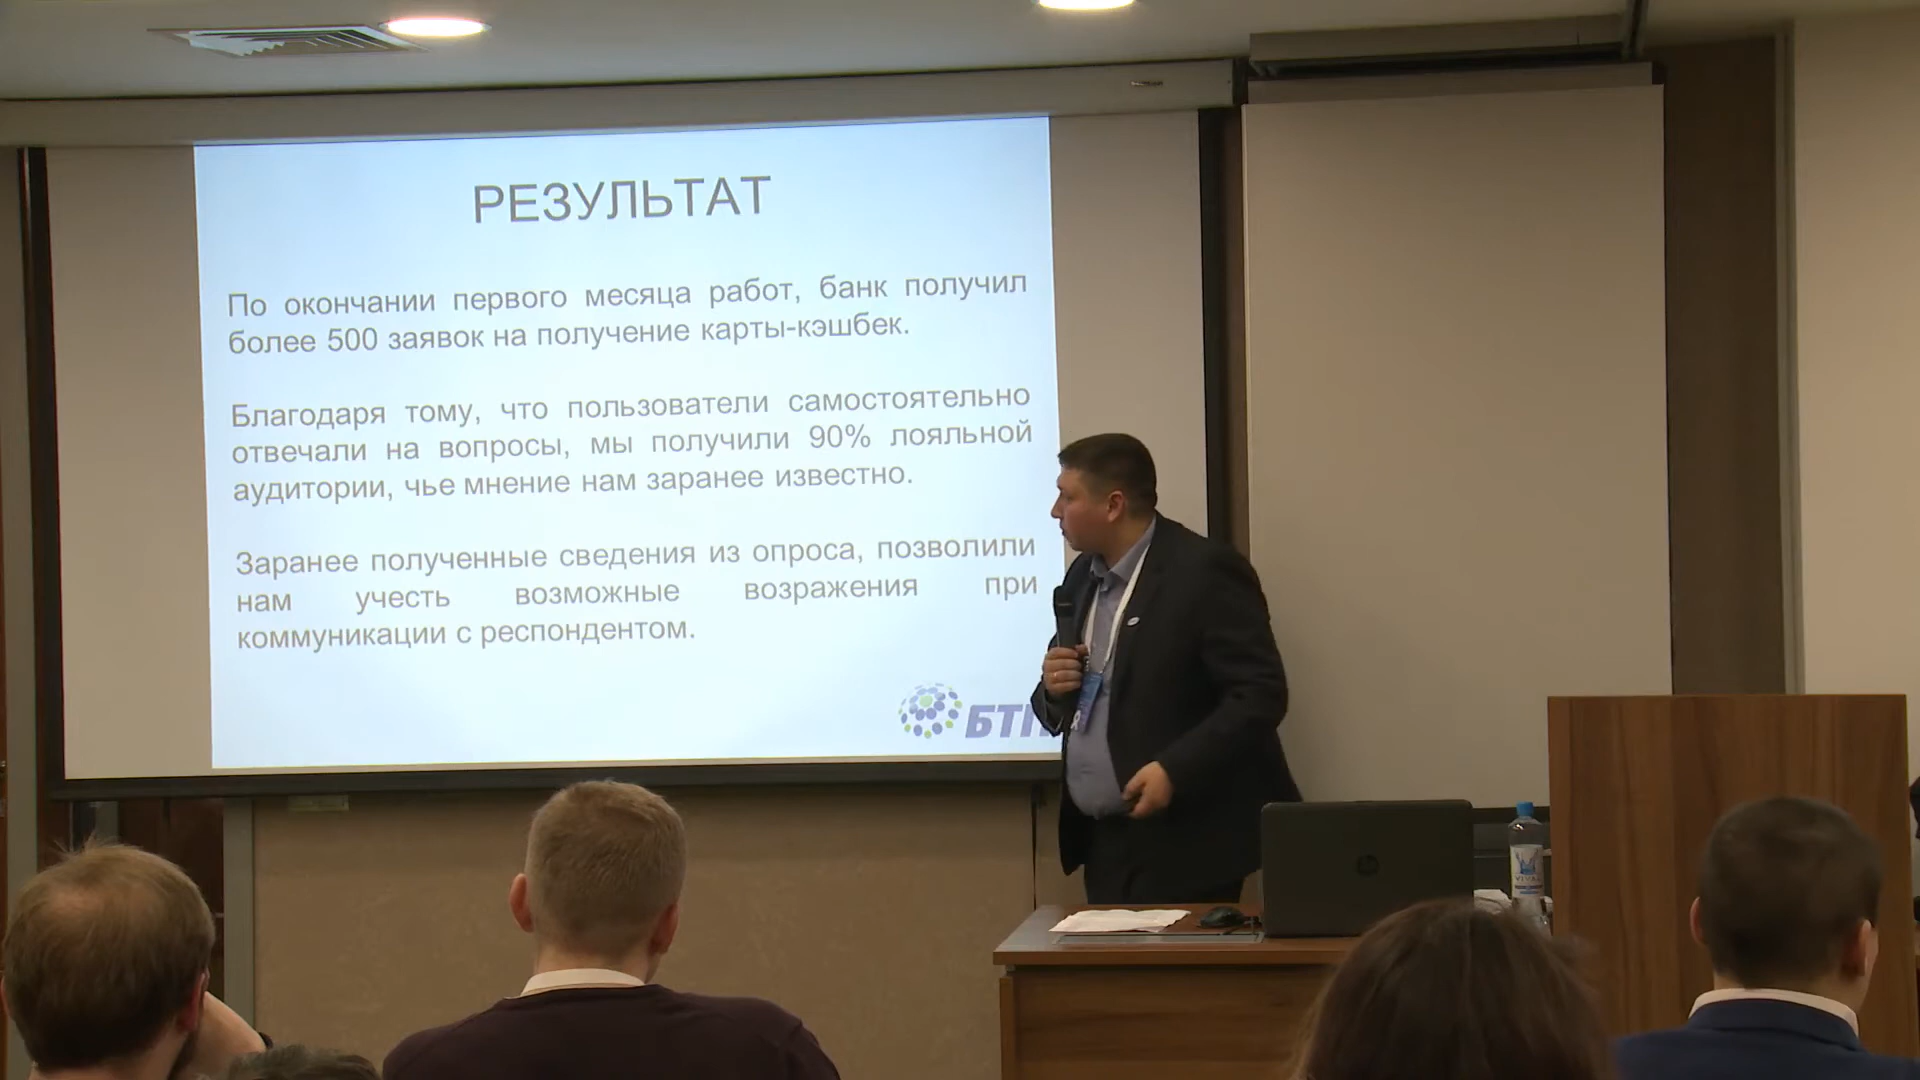 РЕЗУЛЬТАТ
По окончании первого месяца работ, банк получил
более 500 заявок на получение карты-кэшбек.
Благодаря тому, что пользователи самостоятельно
отвечали на вопросы, мы получили 90% лояльной
аудитории, чье мнение нам заранее известно.
Заранее полученные сведения из опроса, позволили
нам учесть возможные возражения при
коммуникации с респондентом.